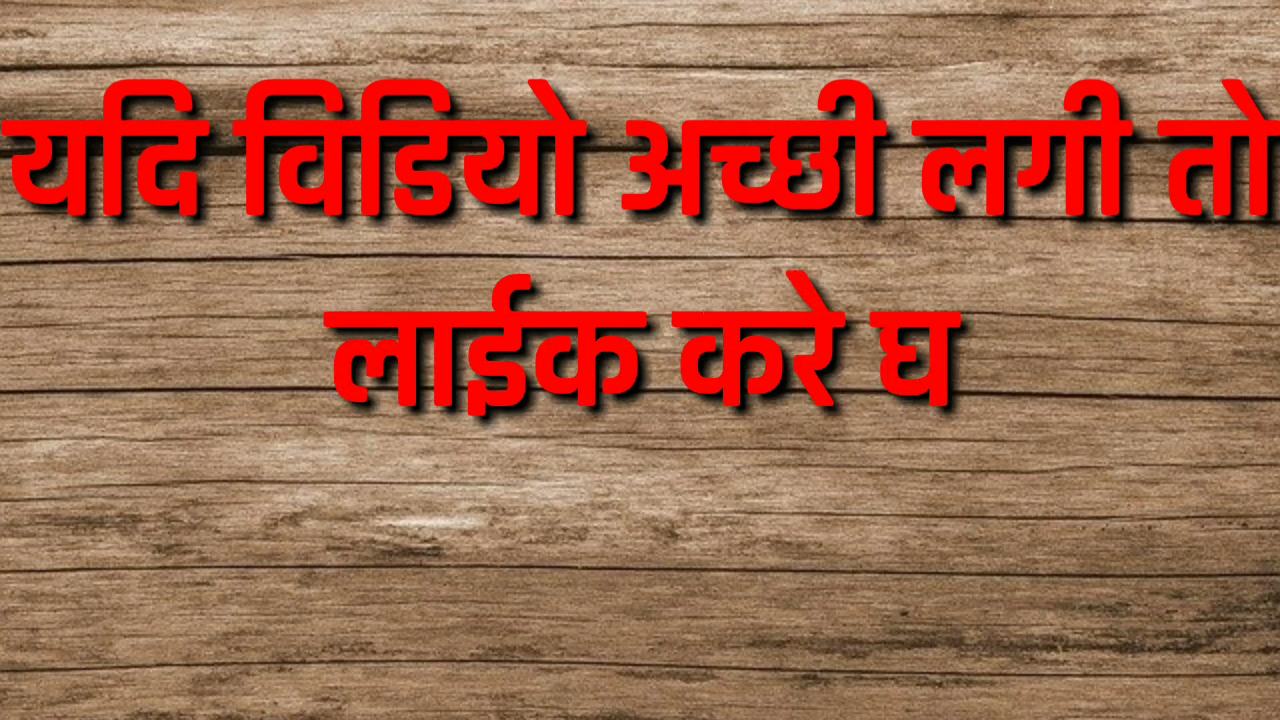 यदि विडियो अच्छी लगी तो
लाईक करे घ